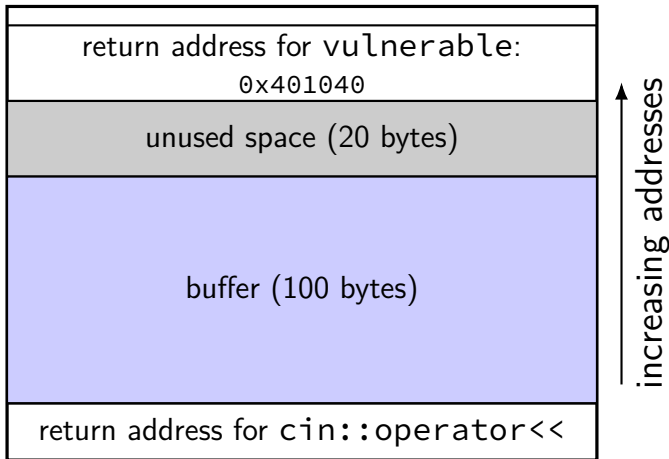 return address for vulnerable:
0x401040
unused space (20 bytes)
buffer (100 bytes)
return address for cin::operator<<
increasing addresses